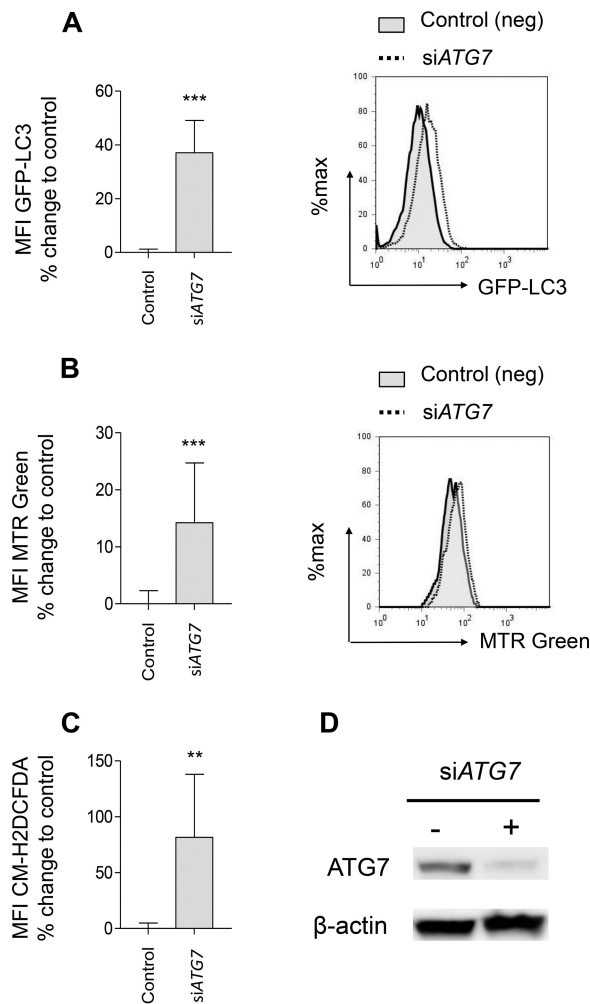 A
MFI GFP-LC3
% change to control
60
40
20
0
***
Control
siATG7
Control (neg)
siATG7
%max
100
80
60
40
20
0
10^0
10^1
10^2
10^3
GFP-LC3
B
MFI MTR Green
% change to control
30
20
10
0
***
Control
siATG7
Control (neg)
siATG7
%max
100
80
60
40
20
0
10^0
10^1
10^2
10^3
MTR Green
C
MFI CM-H2DCFDA
% change to control
150
100
50
0
**
Control
siATG7
D
siATG7
- +
ATG7
β-actin